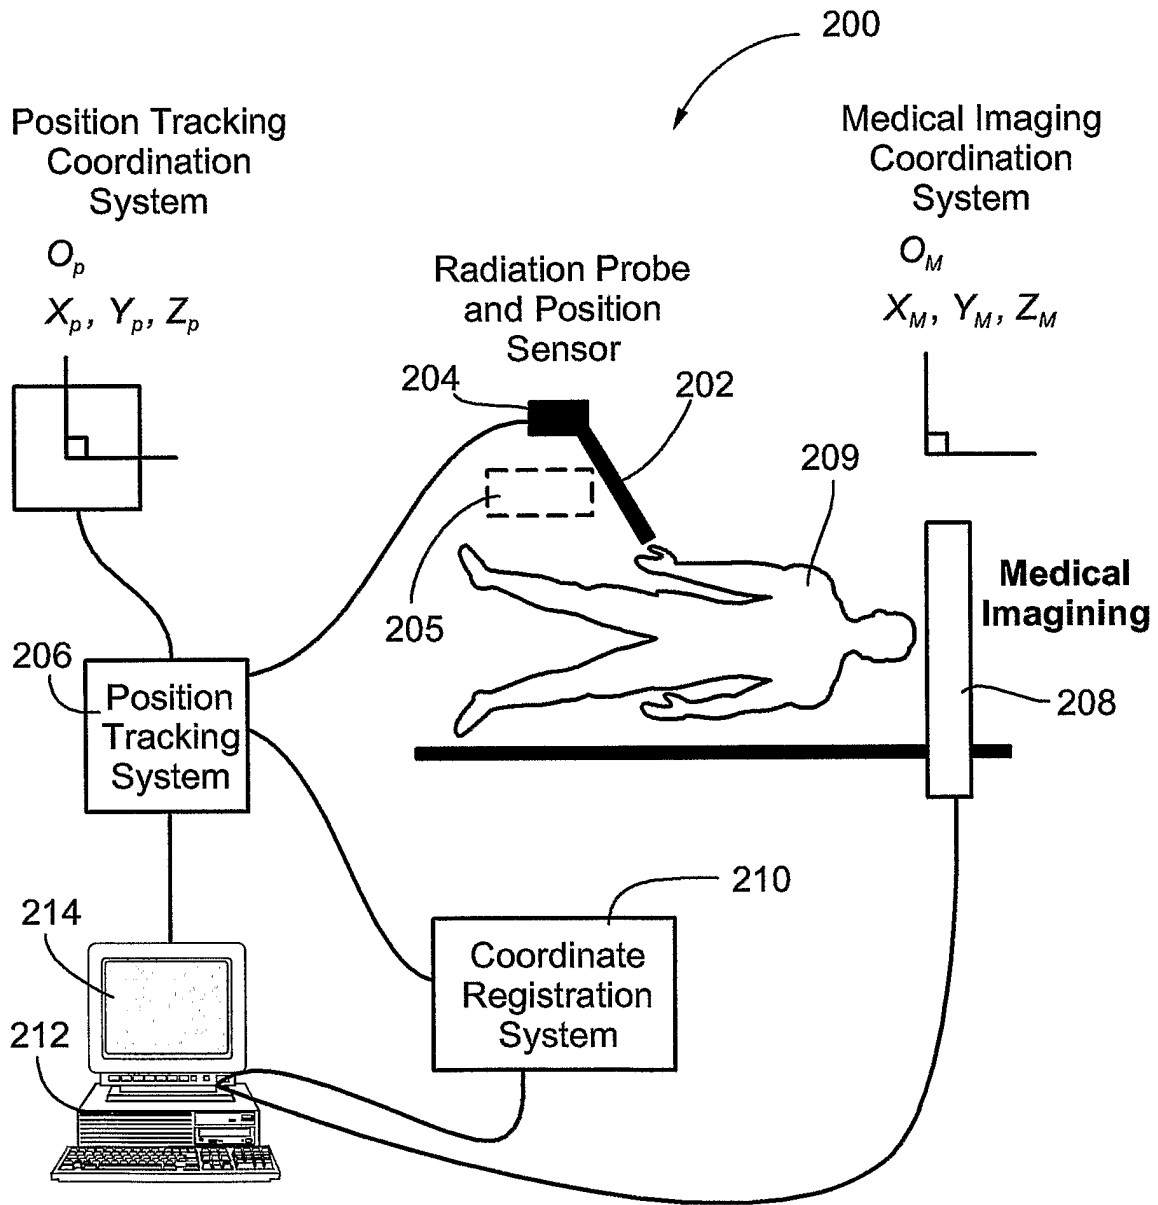 200
Position Tracking
Coordination
System
Op
Xp, Yp, Zp
Medical Imaging
Coordination
System
OM
XM, YM, ZM
Radiation Probe
and Position
Sensor
204
202
209
205
Medical
Imagining
208
206
Position
Tracking
System
210
Coordinate
Registration
System
214
212